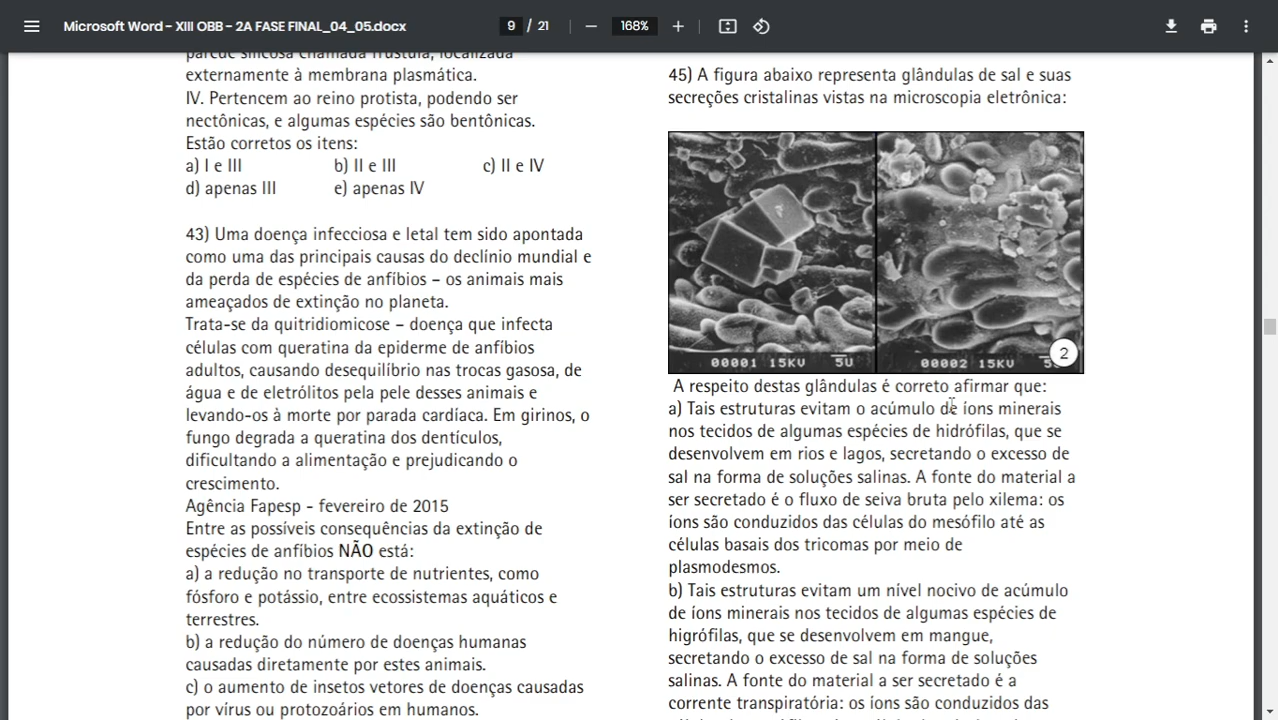 Microsoft Word - XIII OBB - 2A FASE FINAL_04_05.docx
9 / 21
168%
parede silicosa chamada frústula, localizada
externamente à membrana plasmática.
IV. Pertencem ao reino protista, podendo ser
nectônicas, e algumas espécies são bentônicas.
Estão corretos os itens:
a) I e III b) II e III c) II e IV
d) apenas III e) apenas IV
43) Uma doença infecciosa e letal tem sido apontada
como uma das principais causas do declínio mundial e
da perda de espécies de anfíbios – os animais mais
ameaçados de extinção no planeta.
Trata-se da quitridiomicose – doença que infecta
células com queratina da epiderme de anfíbios
adultos, causando desequilíbrio nas trocas gasosa, de
água e de eletrólitos pela pele desses animais e
levando-os à morte por parada cardíaca. Em girinos, o
fungo degrada a queratina dos dentículos,
dificultando a alimentação e prejudicando o
crescimento.
Agência Fapesp - fevereiro de 2015
Entre as possíveis consequências da extinção de
espécies de anfíbios NÃO está:
a) a redução no transporte de nutrientes, como
fósforo e potássio, entre ecossistemas aquáticos e
terrestres.
b) a redução do número de doenças humanas
causadas diretamente por estes animais.
c) o aumento de insetos vetores de doenças causadas
por vírus ou protozoários em humanos.
45) A figura abaixo representa glândulas de sal e suas
secreções cristalinas vistas na microscopia eletrônica:
00001 15KV 5U
00002 15KV
2
A respeito destas glândulas é correto afirmar que:
a) Tais estruturas evitam o acúmulo de íons minerais
nos tecidos de algumas espécies de hidrófilas, que se
desenvolvem em rios e lagos, secretando o excesso de
sal na forma de soluções salinas. A fonte do material a
ser secretado é o fluxo de seiva bruta pelo xilema: os
íons são conduzidos das células do mesófilo até as
células basais dos tricomas por meio de
plasmodesmos.
b) Tais estruturas evitam um nível nocivo de acúmulo
de íons minerais nos tecidos de algumas espécies de
higrófilas, que se desenvolvem em mangue,
secretando o excesso de sal na forma de soluções
salinas. A fonte do material a ser secretado é a
corrente transpiratória: os íons são conduzidos das